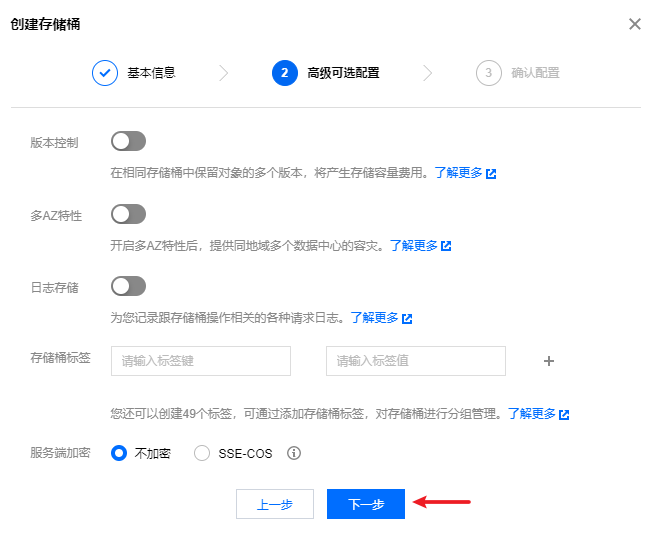 创建存储桶
基本信息
2 高级可选配置
3 确认配置
版本控制
在相同存储桶中保留对象的多个版本，将产生存储容量费用。了解更多
多AZ特性
开启多AZ特性后，提供同地域多个数据中心的容灾。了解更多
日志存储
为您记录跟存储桶操作相关的各种请求日志。了解更多
存储桶标签 请输入标签键 请输入标签值 +
您还可以创建49个标签，可通过添加存储桶标签，对存储桶进行分组管理。了解更多
服务端加密 不加密 SSE-COS
上一步 下一步